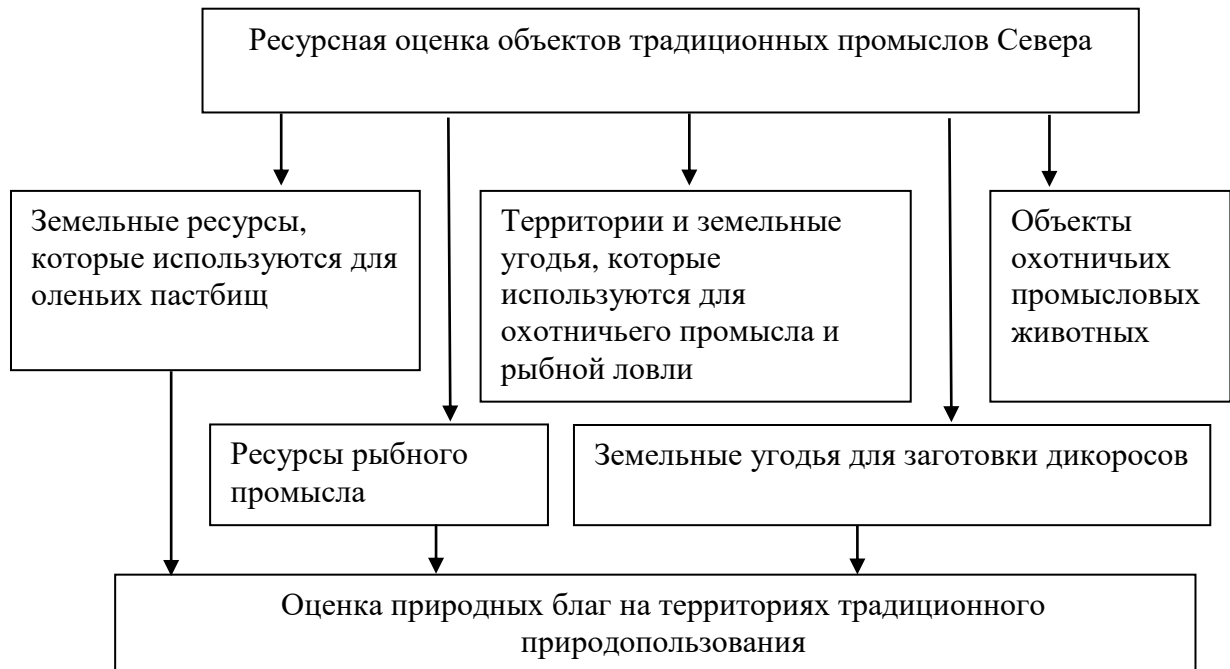 Ресурсная оценка объектов традиционных промыслов Севера
Земельные ресурсы,
которые используются для
оленьих пастбищ
Территории и земельные
угодья, которые
используются для
охотничьего промысла и
рыбной ловли
Объекты
охотничьих
промысловых
животных
Ресурсы рыбного
промысла
Земельные угодья для заготовки дикоросов
Оценка природных благ на территориях традиционного
природопользования